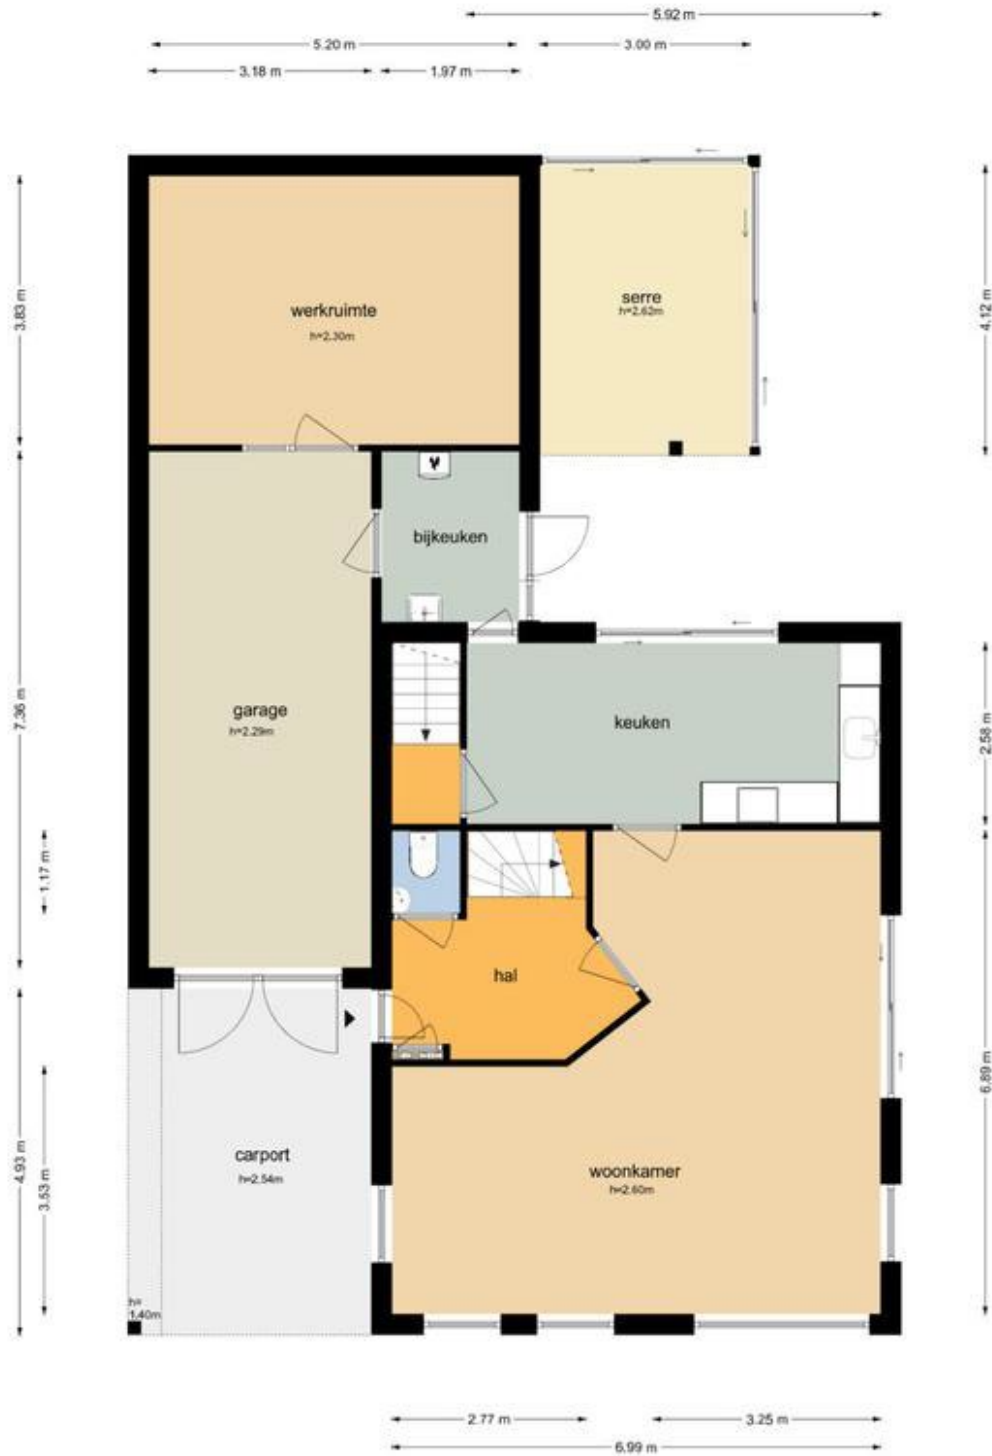 5.92 m
5.20 m
3.00 m
3.18 m
1.97 m
3.83 m
werkruimte
h=2.30m
serre
h=2.62m
4.12 m
bijkeuken
7.36 m
garage
h=2.29m
keuken
2.58 m
1.17 m
hal
6.89 m
4.93 m
3.53 m
carport
h=2.54m
woonkamer
h=2.60m
h=
1.40m
2.77 m
3.25 m
6.99 m